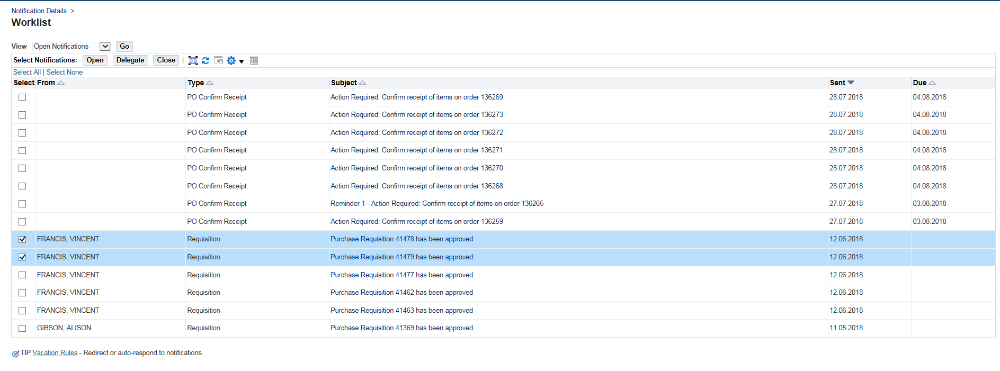 Notification Details >
Worklist
View Open Notifications Go
Select Notifications: Open Delegate Close |
Select All | Select None
Select From Type Subject Sent Due
PO Confirm Receipt Action Required: Confirm receipt of items on order 136269 28.07.2018 04.08.2018
PO Confirm Receipt Action Required: Confirm receipt of items on order 136273 28.07.2018 04.08.2018
PO Confirm Receipt Action Required: Confirm receipt of items on order 136272 28.07.2018 04.08.2018
PO Confirm Receipt Action Required: Confirm receipt of items on order 136271 28.07.2018 04.08.2018
PO Confirm Receipt Action Required: Confirm receipt of items on order 136270 28.07.2018 04.08.2018
PO Confirm Receipt Action Required: Confirm receipt of items on order 136268 28.07.2018 04.08.2018
PO Confirm Receipt Reminder 1 - Action Required: Confirm receipt of items on order 136265 27.07.2018 03.08.2018
PO Confirm Receipt Action Required: Confirm receipt of items on order 136259 27.07.2018 03.08.2018
FRANCIS, VINCENT Requisition Purchase Requisition 41478 has been approved 12.06.2018
FRANCIS, VINCENT Requisition Purchase Requisition 41479 has been approved 12.06.2018
FRANCIS, VINCENT Requisition Purchase Requisition 41477 has been approved 12.06.2018
FRANCIS, VINCENT Requisition Purchase Requisition 41462 has been approved 12.06.2018
FRANCIS, VINCENT Requisition Purchase Requisition 41463 has been approved 12.06.2018
GIBSON, ALISON Requisition Purchase Requisition 41369 has been approved 11.05.2018
TIP Vacation Rules - Redirect or auto-respond to notifications.